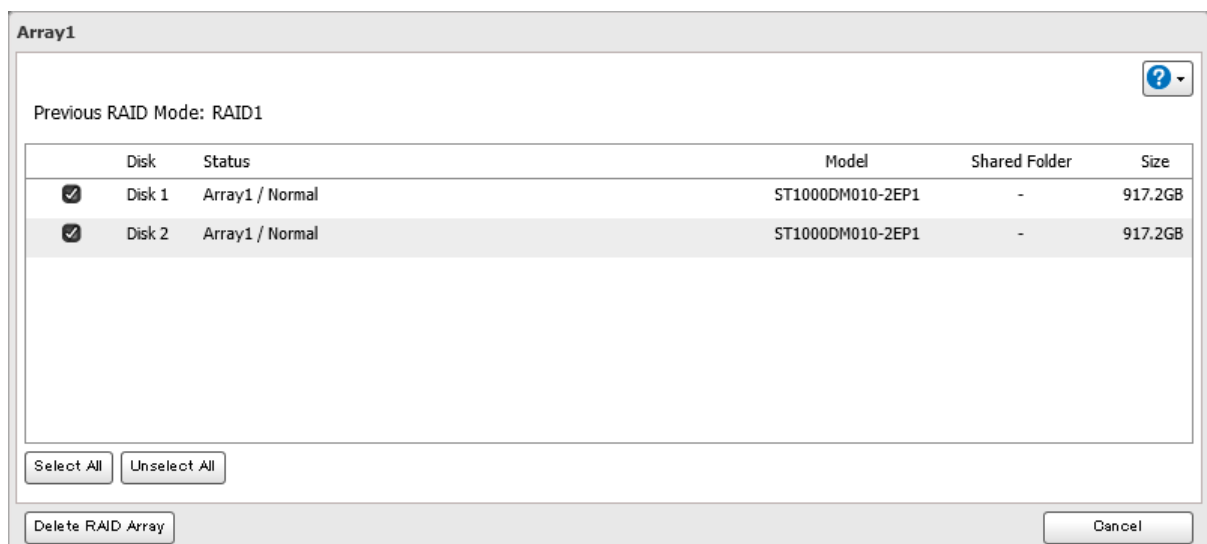 Array1
?
Previous RAID Mode: RAID1
Disk Status Model Shared Folder Size
Disk 1 Array1 / Normal ST1000DM010-2EP1 - 917.2GB
Disk 2 Array1 / Normal ST1000DM010-2EP1 - 917.2GB
Select All Unselect All
Delete RAID Array Cancel